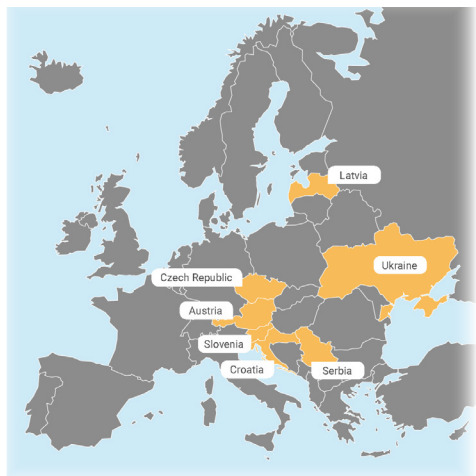 Latvia
Ukraine
Czech Republic
Austria
Slovenia
Croatia
Serbia